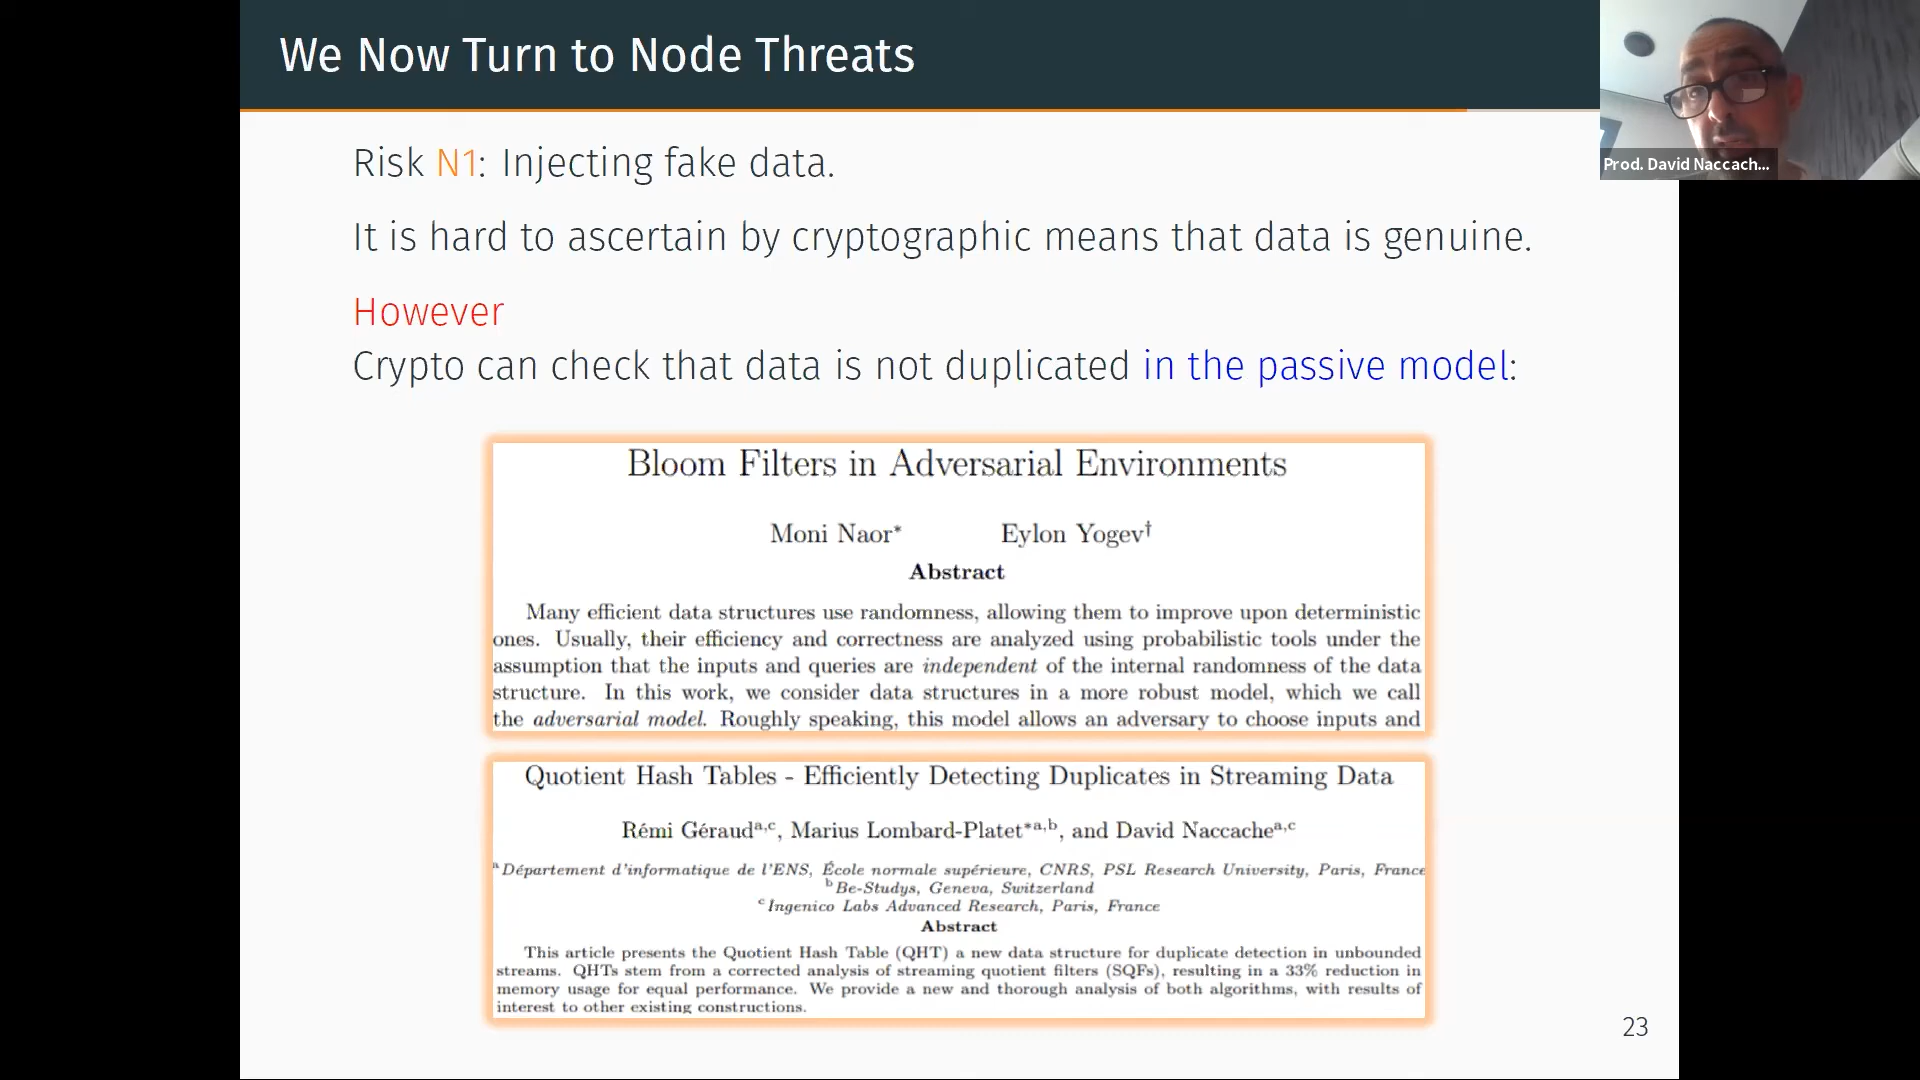 We Now Turn to Node Threats
Prod. David Naccach...
Risk N1: Injecting fake data.
It is hard to ascertain by cryptographic means that data is genuine.
However
Crypto can check that data is not duplicated in the passive model:
Bloom Filters in Adversarial Environments
Moni Naor* Eylon Yogev†
Abstract
Many efficient data structures use randomness, allowing them to improve upon deterministic
ones. Usually, their efficiency and correctness are analyzed using probabilistic tools under the
assumption that the inputs and queries are independent of the internal randomness of the data
structure. In this work, we consider data structures in a more robust model, which we call
the adversarial model. Roughly speaking, this model allows an adversary to choose inputs and
Quotient Hash Tables - Efficiently Detecting Duplicates in Streaming Data
Rémi Géraud^a,c, Marius Lombard-Platet*^a,b, and David Naccache^a,c
^a Département d'informatique de l'ENS, École normale supérieure, CNRS, PSL Research University, Paris, France
^b Be-Studys, Geneva, Switzerland
^c Ingenico Labs Advanced Research, Paris, France
Abstract
This article presents the Quotient Hash Table (QHT) a new data structure for duplicate detection in unbounded
streams. QHTs stem from a corrected analysis of streaming quotient filters (SQFs), resulting in a 33% reduction in
memory usage for equal performance. We provide a new and thorough analysis of both algorithms, with results of
interest to other existing constructions.
23